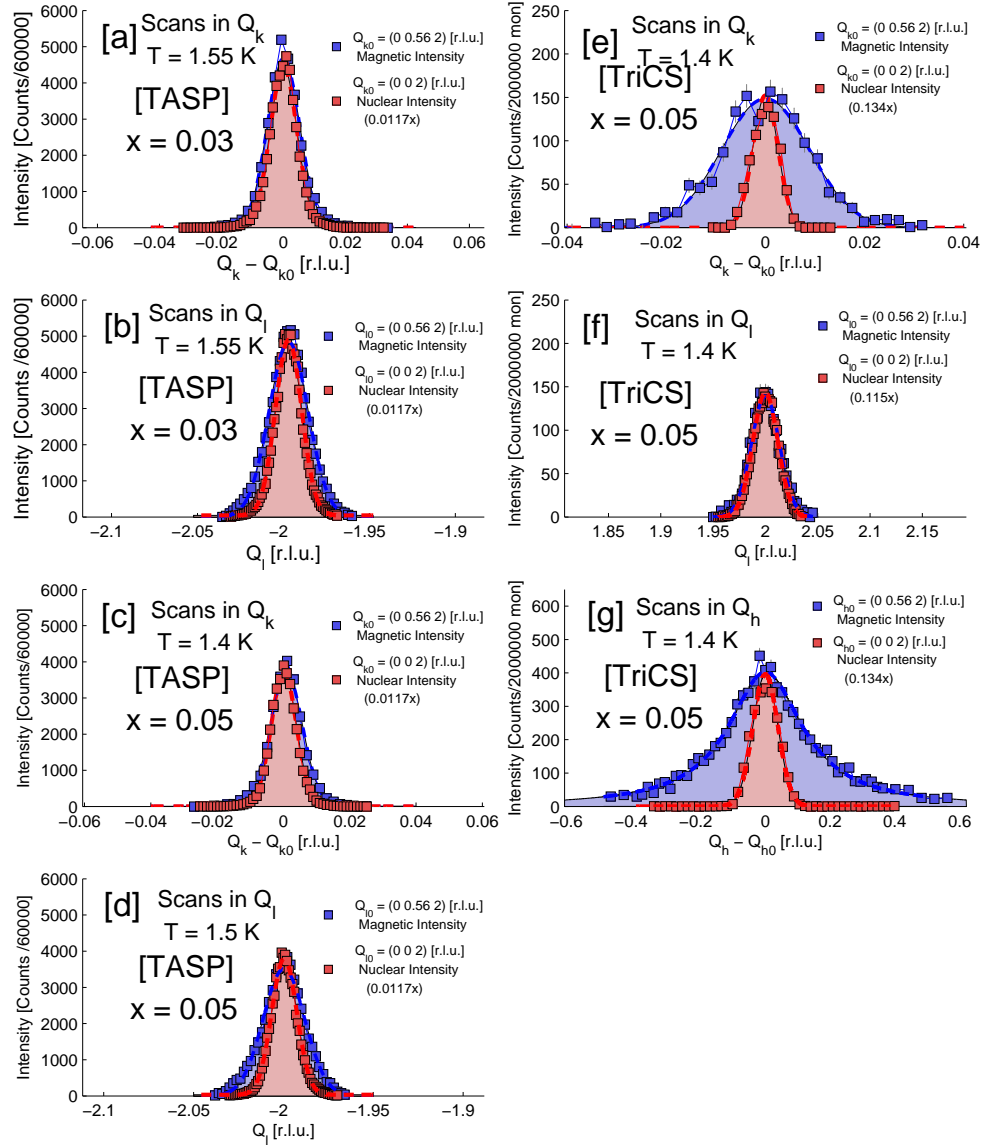 [a] Scans in Q_k
T = 1.55 K
[TASP]
x = 0.03
Q_k0 = (0 0.56 2) [r.l.u.]
Magnetic Intensity
Q_k0 = (0 0 2) [r.l.u.]
Nuclear Intensity
(0.0117x)
Intensity [Counts/60000]
6000
5000
4000
3000
2000
1000
0
−0.06 −0.04 −0.02 0 0.02 0.04 0.06
Q_k − Q_k0 [r.l.u.]
[e] Scans in Q_k
T = 1.4 K
[TriCS]
x = 0.05
Q_k0 = (0 0.56 2) [r.l.u.]
Magnetic Intensity
Q_k0 = (0 0 2) [r.l.u.]
Nuclear Intensity
(0.134x)
Intensity [Counts/2000000 mon]
250
200
150
100
50
0
−0.04 −0.02 0 0.02 0.04
Q_k − Q_k0 [r.l.u.]
[b] Scans in Q_l
T = 1.55 K
[TASP]
x = 0.03
Q_l0 = (0 0.56 2) [r.l.u.]
Magnetic Intensity
Q_l0 = (0 0 2) [r.l.u.]
Nuclear Intensity
(0.0117x)
Intensity [Counts /60000]
6000
5000
4000
3000
2000
1000
0
−2.1 −2.05 −2 −1.95 −1.9
Q_l [r.l.u.]
[f] Scans in Q_l
T = 1.4 K
[TriCS]
x = 0.05
Q_l0 = (0 0.56 2) [r.l.u.]
Magnetic Intensity
Q_l0 = (0 0 2) [r.l.u.]
Nuclear Intensity
(0.115x)
Intensity [Counts/2000000 mon]
250
200
150
100
50
0
1.85 1.9 1.95 2 2.05 2.1 2.15
Q_l [r.l.u.]
[c] Scans in Q_k
T = 1.4 K
[TASP]
x = 0.05
Q_k0 = (0 0.56 2) [r.l.u.]
Magnetic Intensity
Q_k0 = (0 0 2) [r.l.u.]
Nuclear Intensity
(0.0117x)
Intensity [Counts/60000]
6000
5000
4000
3000
2000
1000
0
−0.06 −0.04 −0.02 0 0.02 0.04 0.06
Q_k − Q_k0 [r.l.u.]
[g] Scans in Q_h
T = 1.4 K
[TriCS]
x = 0.05
Q_h0 = (0 0.56 2) [r.l.u.]
Magnetic Intensity
Q_h0 = (0 0 2) [r.l.u.]
Nuclear Intensity
(0.134x)
Intensity [Counts/2000000 mon]
600
500
400
300
200
100
0
−0.6 −0.4 −0.2 0 0.2 0.4 0.6
Q_h − Q_h0 [r.l.u.]
[d] Scans in Q_l
T = 1.5 K
[TASP]
x = 0.05
Q_l0 = (0 0.56 2) [r.l.u.]
Magnetic Intensity
Q_l0 = (0 0 2) [r.l.u.]
Nuclear Intensity
(0.0117x)
Intensity [Counts /60000]
6000
5000
4000
3000
2000
1000
0
−2.1 −2.05 −2 −1.95 −1.9
Q_l [r.l.u.]